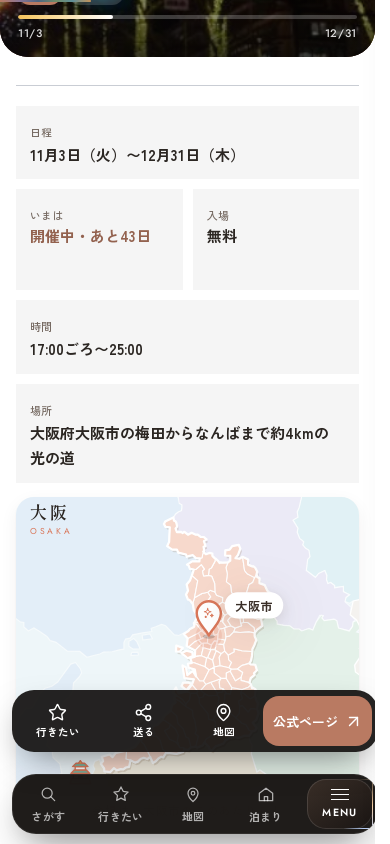 11/3
12/31
日程
11月3日（火）〜12月31日（木）
いまは
開催中・あと43日
入場
無料
時間
17:00ごろ〜25:00
場所
大阪府大阪市の梅田からなんばまで約4kmの
光の道
大阪
OSAKA
大阪市
行きたい
送る
地図
公式ページ
さがす
行きたい
地図
泊まり
MENU